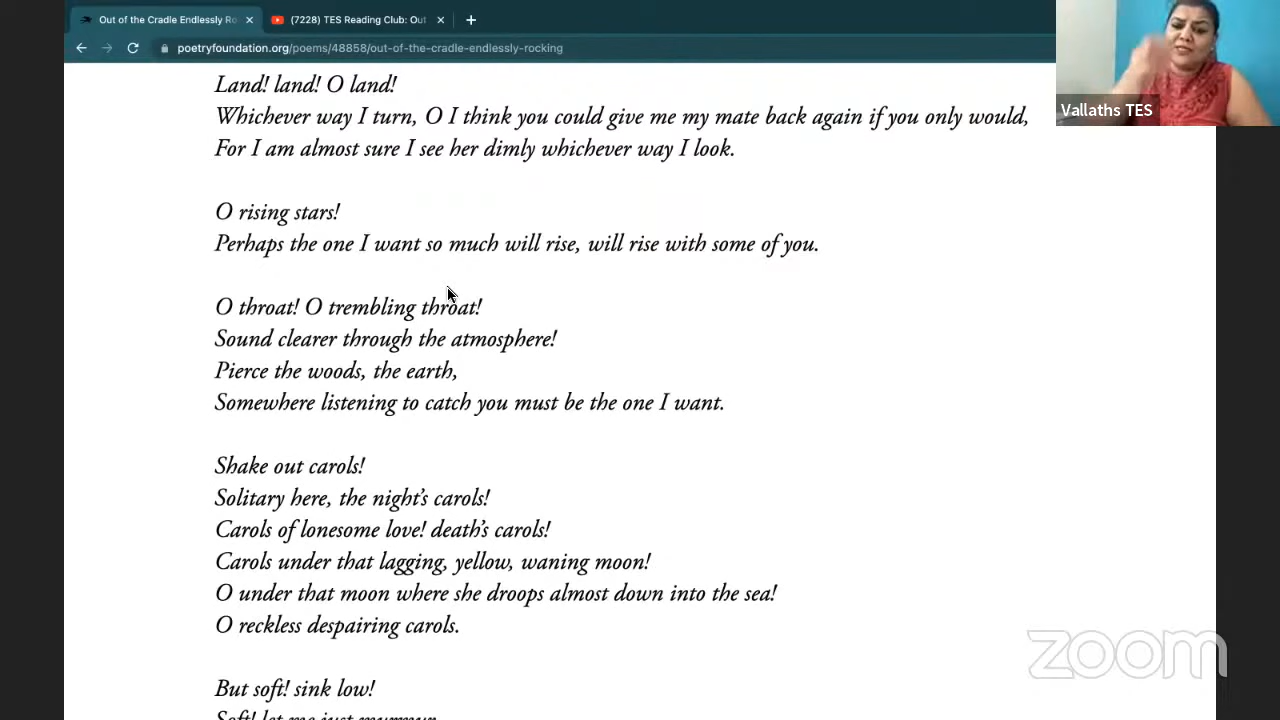 Out of the Cradle Endlessly Ro
(7228) TES Reading Club: Out
poetryfoundation.org/poems/48858/out-of-the-cradle-endlessly-rocking
Vallaths TES
Land! land! O land!
Whichever way I turn, O I think you could give me my mate back again if you only would,
For I am almost sure I see her dimly whichever way I look.
O rising stars!
Perhaps the one I want so much will rise, will rise with some of you.
O throat! O trembling throat!
Sound clearer through the atmosphere!
Pierce the woods, the earth,
Somewhere listening to catch you must be the one I want.
Shake out carols!
Solitary here, the night’s carols!
Carols of lonesome love! death’s carols!
Carols under that lagging, yellow, waning moon!
O under that moon where she droops almost down into the sea!
O reckless despairing carols.
But soft! sink low!
Soft! let me just murmur,
zoom